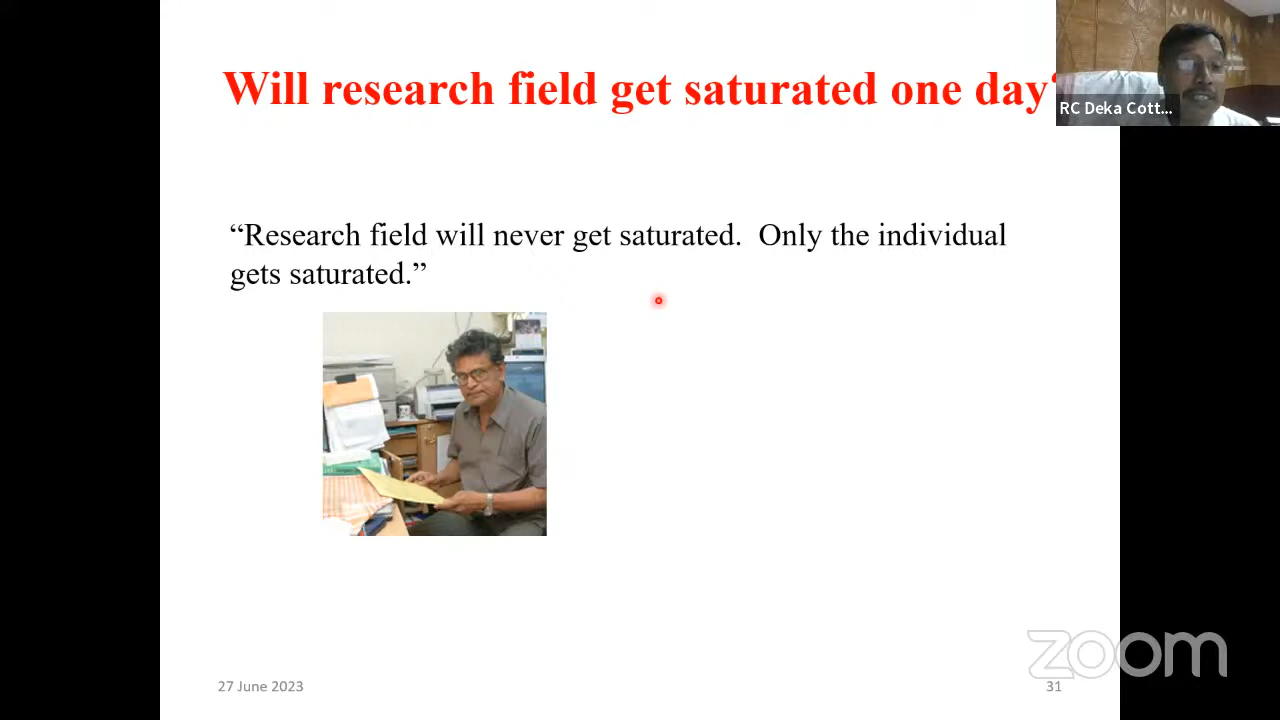 Will research field get saturated one day?
RC Deka Cott...
“Research field will never get saturated.  Only the individual
gets saturated.”
zoom
27 June 2023
31